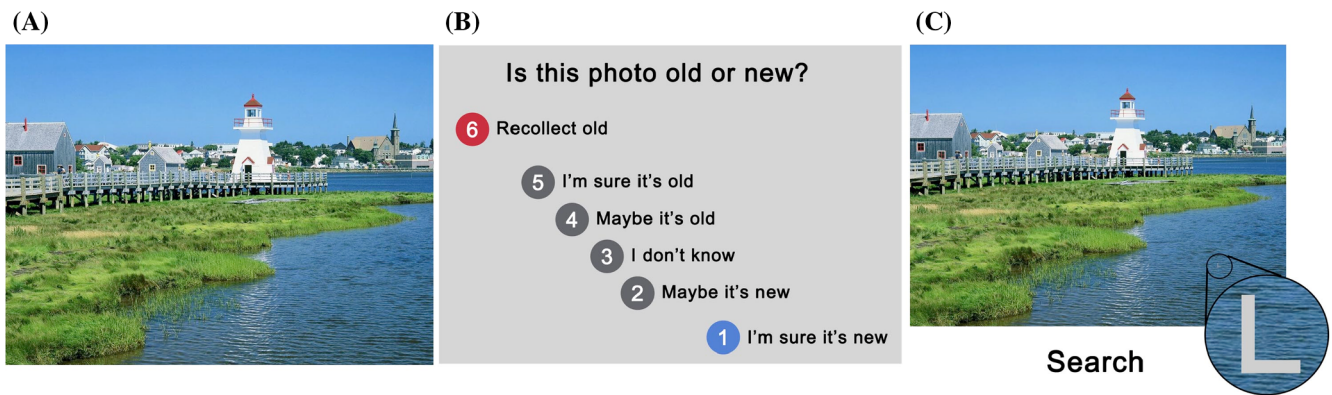 (A)
(B)
Is this photo old or new?
6 Recollect old
5 I'm sure it's old
4 Maybe it's old
3 I don't know
2 Maybe it's new
1 I'm sure it's new
(C)
L
Search